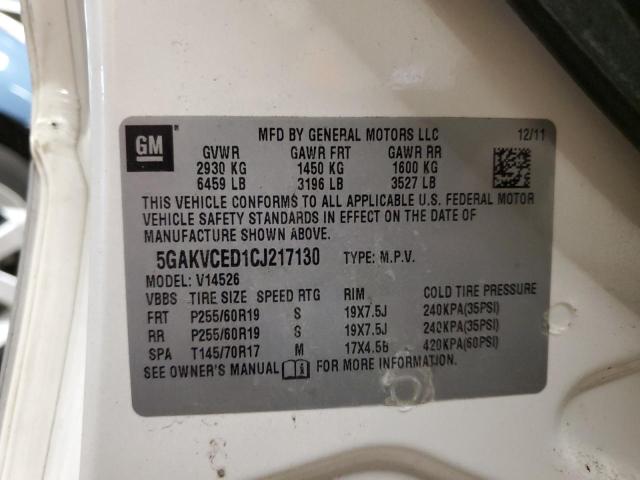 GM
MFD BY GENERAL MOTORS LLC 12/11
GVWR GAWR FRT GAWR RR
2930 KG 1450 KG 1600 KG
6459 LB 3196 LB 3527 LB
THIS VEHICLE CONFORMS TO ALL APPLICABLE U.S. FEDERAL MOTOR
VEHICLE SAFETY STANDARDS IN EFFECT ON THE DATE OF
MANUFACTURE SHOWN ABOVE.
5GAKVCED1CJ217130 TYPE: M.P.V.
MODEL: V14526
VBBS TIRE SIZE SPEED RTG RIM COLD TIRE PRESSURE
FRT P255/60R19 S 19X7.5J 240KPA(35PSI)
RR P255/60R19 S 19X7.5J 240KPA(35PSI)
SPA T145/70R17 M 17X4.5B 420KPA(60PSI)
SEE OWNER'S MANUAL FOR MORE INFORMATION.